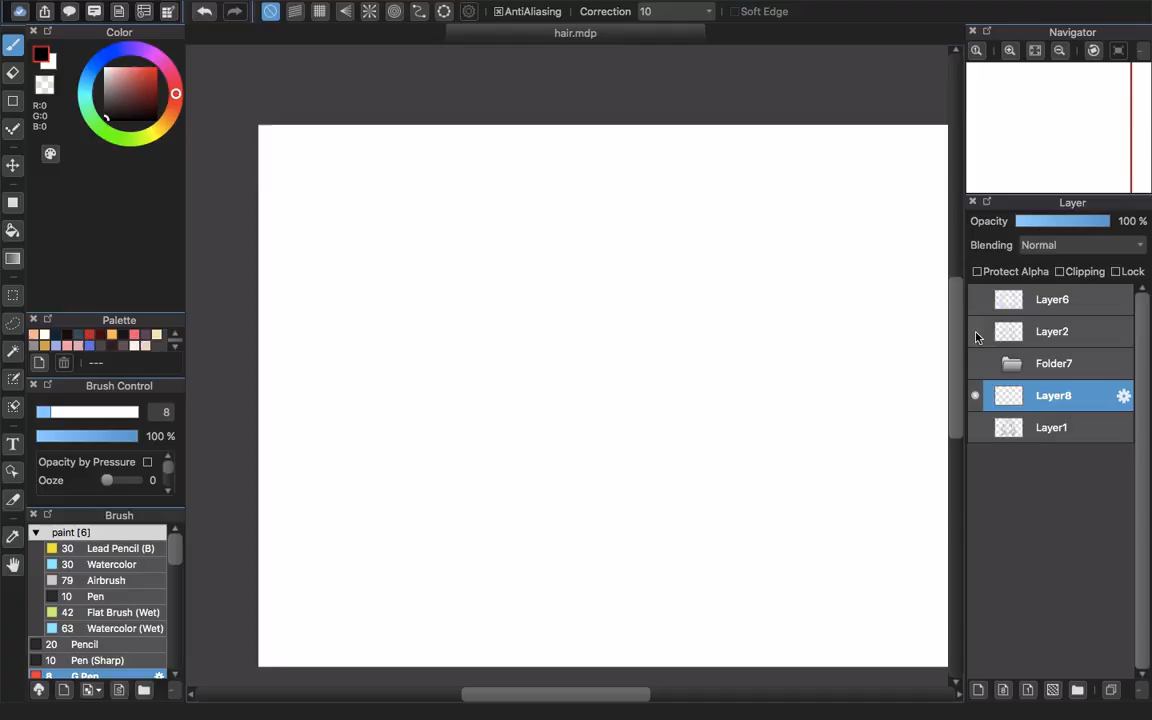 AntiAliasing Correction 10 Soft Edge
Color hair.mdp Navigator
R:0
G:0
B:0
Layer
Opacity 100 %
Blending Normal
Protect Alpha Clipping Lock
Layer6
Layer2
Folder7
Layer8
Layer1
Palette
---
Brush Control
8
100 %
Opacity by Pressure
Ooze 0
Brush
paint [6]
30 Lead Pencil (B)
30 Watercolor
79 Airbrush
10 Pen
42 Flat Brush (Wet)
63 Watercolor (Wet)
20 Pencil
10 Pen (Sharp)
8 G Pen
T